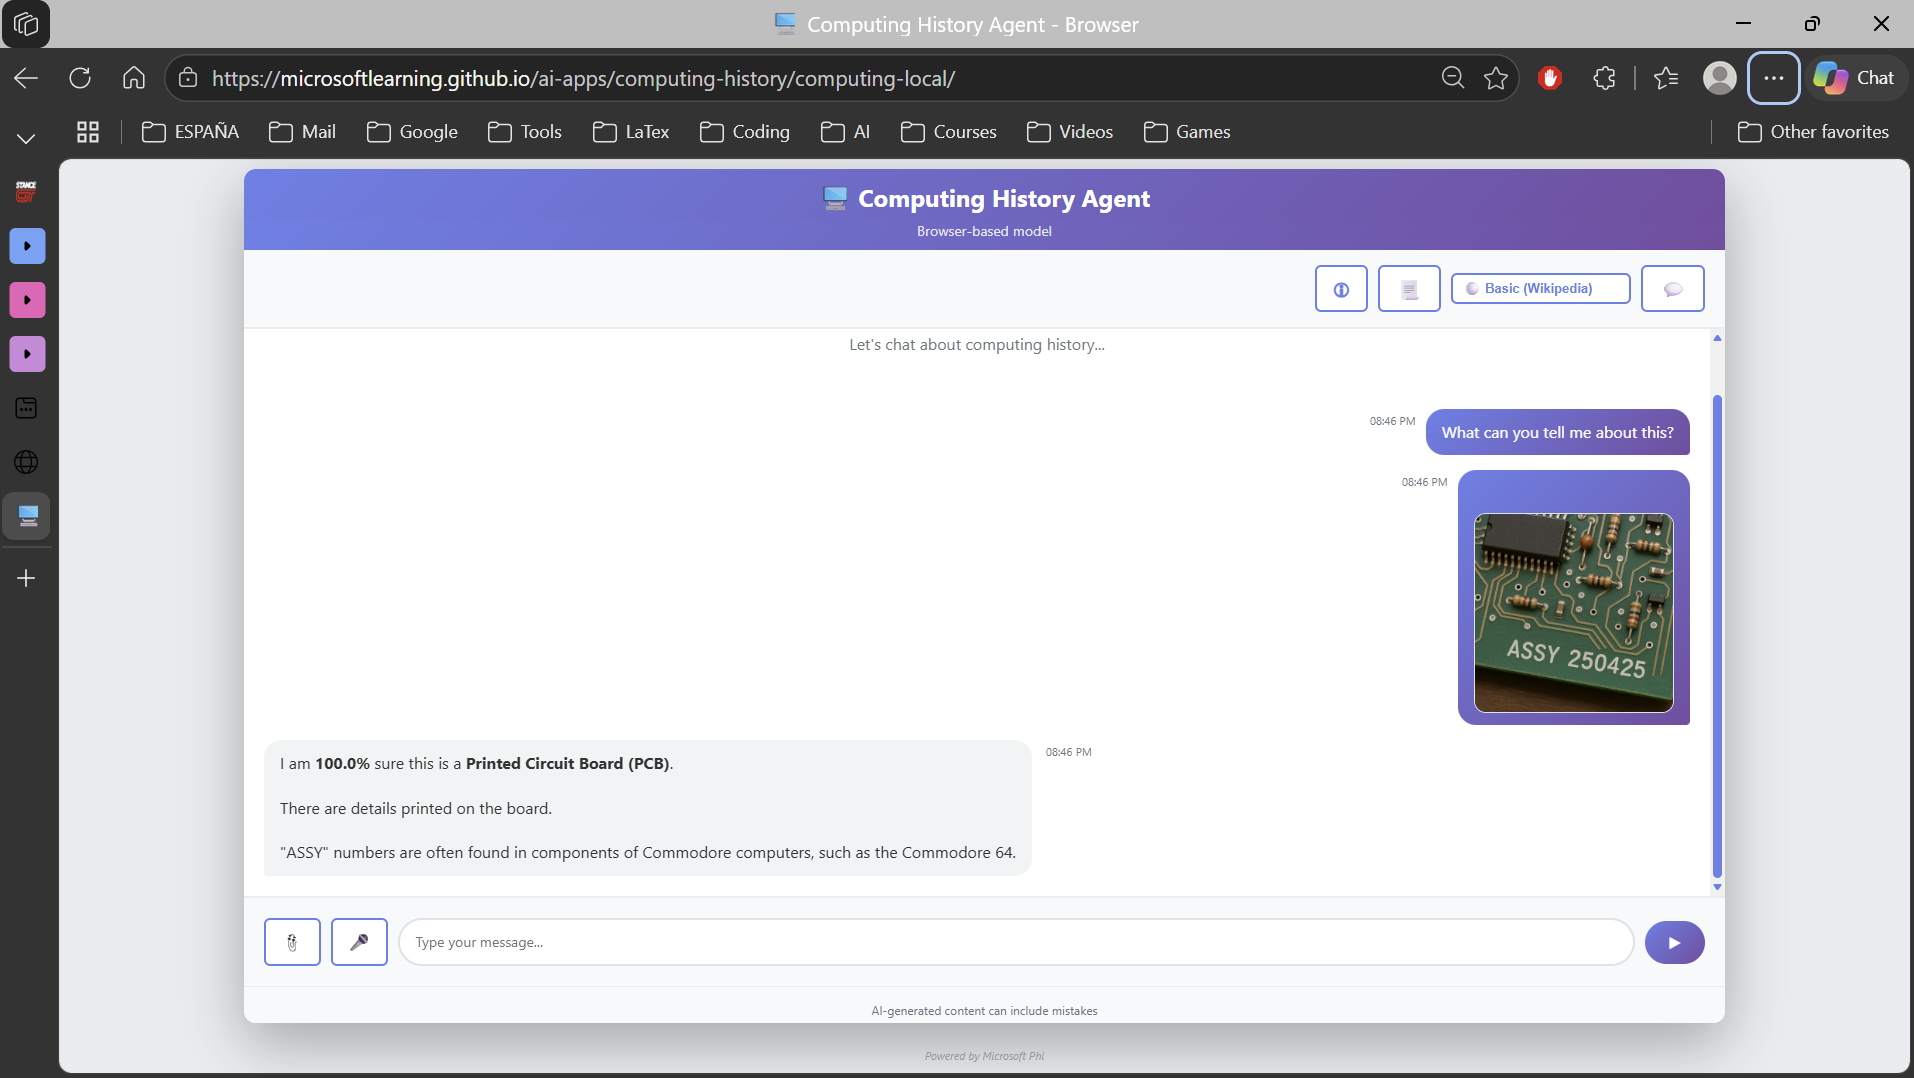 Computing History Agent - Browser
https://microsoftlearning.github.io/ai-apps/computing-history/computing-local/
Chat
ESPAÑA
Mail
Google
Tools
LaTex
Coding
AI
Courses
Videos
Games
Other favorites
STANCE
Computing History Agent
Browser-based model
Basic (Wikipedia)
Let's chat about computing history...
08:46 PM
What can you tell me about this?
08:46 PM
ASSY 250425
I am 100.0% sure this is a Printed Circuit Board (PCB).
08:46 PM
There are details printed on the board.
"ASSY" numbers are often found in components of Commodore computers, such as the Commodore 64.
Type your message...
AI-generated content can include mistakes
Powered by Microsoft Phi